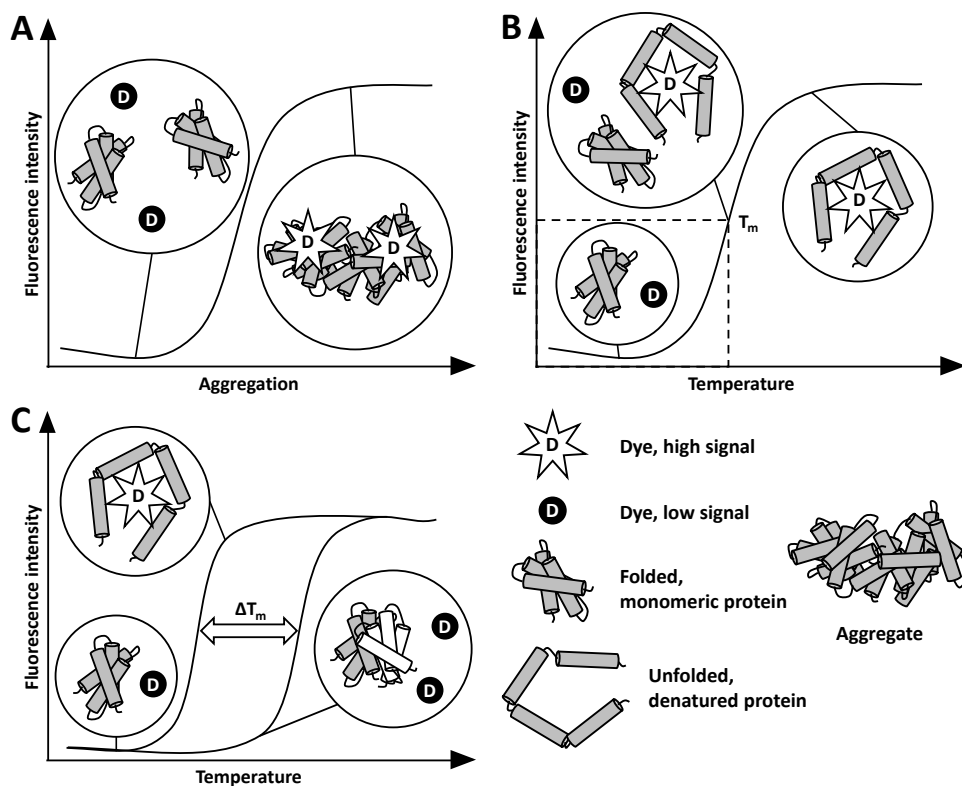 A
Fluorescence intensity
D
D
D
D
Aggregation
B
Fluorescence intensity
D
D
D
D
Tm
Temperature
C
Fluorescence intensity
D
D
ΔTm
D
D
Temperature
D
Dye, high signal
D
Dye, low signal
Folded,
monomeric protein
Aggregate
Unfolded,
denatured protein